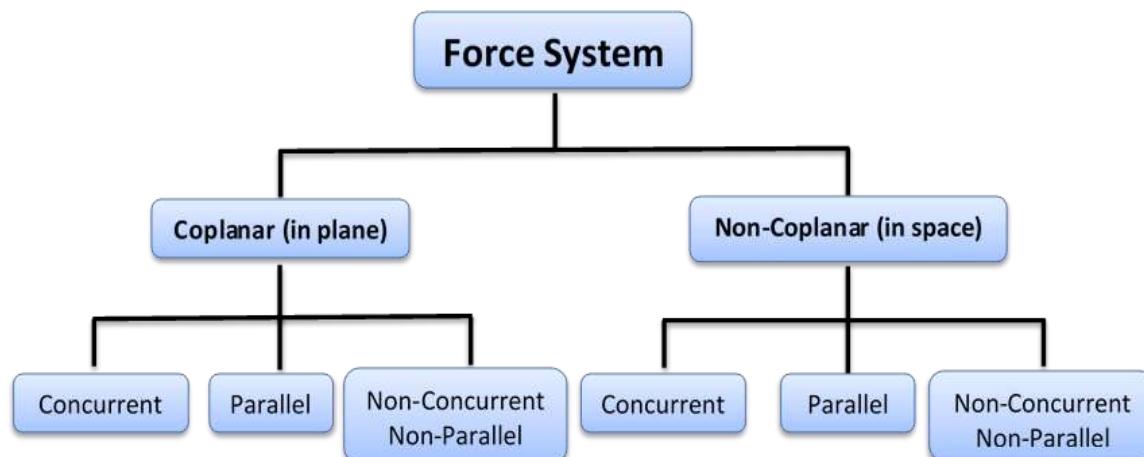 Force System
Coplanar (in plane)
Non-Coplanar (in space)
Concurrent
Parallel
Non-Concurrent
Non-Parallel
Concurrent
Parallel
Non-Concurrent
Non-Parallel